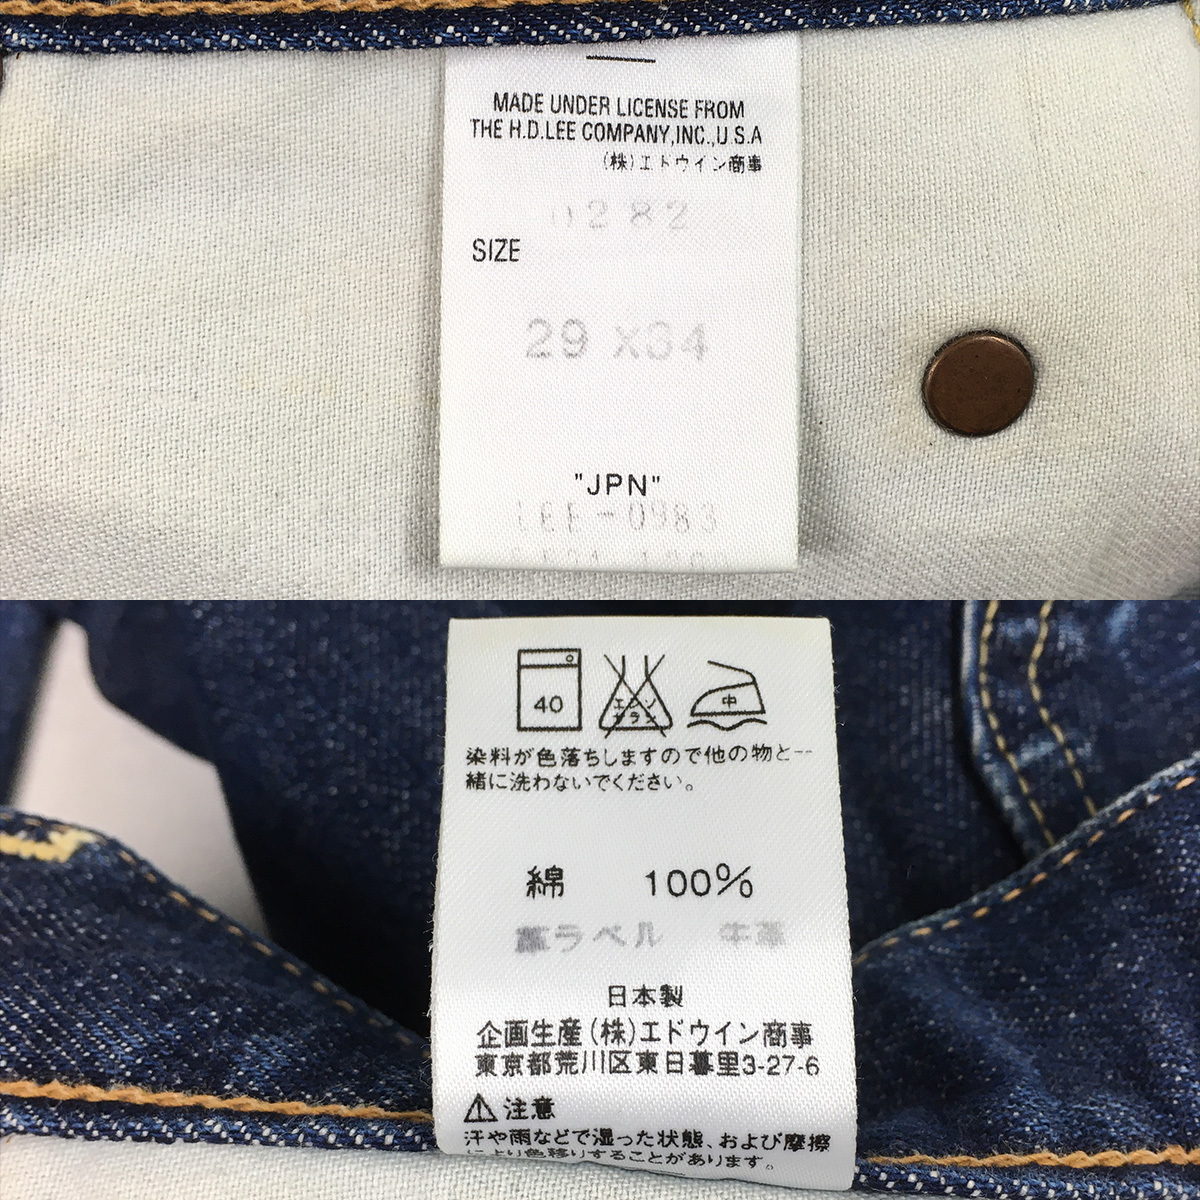 MADE UNDER LICENSE FROM
THE H.D.LEE COMPANY,INC.,U.S.A
(株)エドウイン商事
0282
SIZE
29 X34
"JPN"
LEE-0983
40
エンソ
中
染料が色落ちしますので他の物と一
緒に洗わないでください。
綿 100%
革ラベル 牛革
日本製
企画生産(株)エドウイン商事
東京都荒川区東日暮里3-27-6
注意
汗や雨などで湿った状態、および摩擦
により色移りすることがあります。